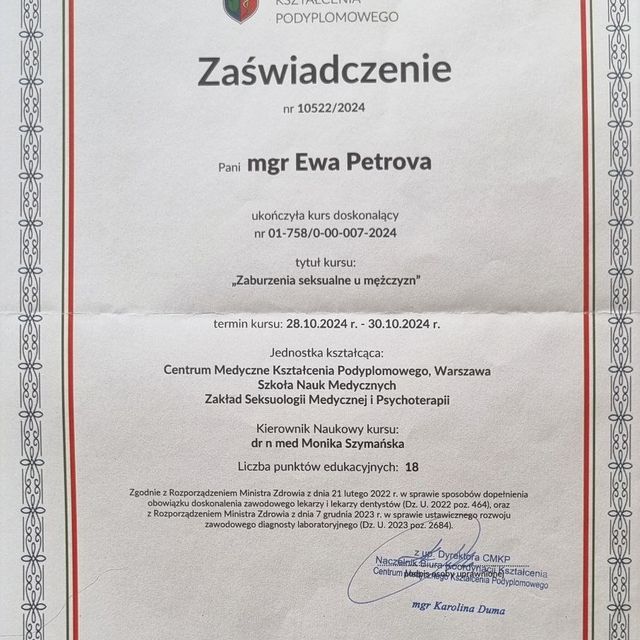 KSZTAŁCENIA
PODYPLOMOWEGO
Zaświadczenie
nr 10522/2024
Pani mgr Ewa Petrova
ukończyła kurs doskonalący
nr 01-758/0-00-007-2024
tytuł kursu:
„Zaburzenia seksualne u mężczyzn”
termin kursu: 28.10.2024 r. - 30.10.2024 r.
Jednostka kształcąca:
Centrum Medyczne Kształcenia Podyplomowego, Warszawa
Szkoła Nauk Medycznych
Zakład Seksuologii Medycznej i Psychoterapii
Kierownik Naukowy kursu:
dr n med Monika Szymańska
Liczba punktów edukacyjnych: 18
Zgodnie z Rozporządzeniem Ministra Zdrowia z dnia 21 lutego 2022 r. w sprawie sposobów dopełnienia
obowiązku doskonalenia zawodowego lekarzy i lekarzy dentystów (Dz. U. 2022 poz. 464), oraz
z Rozporządzeniem Ministra Zdrowia z dnia 7 grudnia 2023 r. w sprawie ustawicznego rozwoju
zawodowego diagnosty laboratoryjnego (Dz. U. 2023 poz. 2684).
z up. Dyrektora CMKP
Naczelnik Biura Koordynacji Kształcenia
podpis osoby uprawnionej
Centrum Medycznego Kształcenia Podyplomowego
mgr Karolina Duma